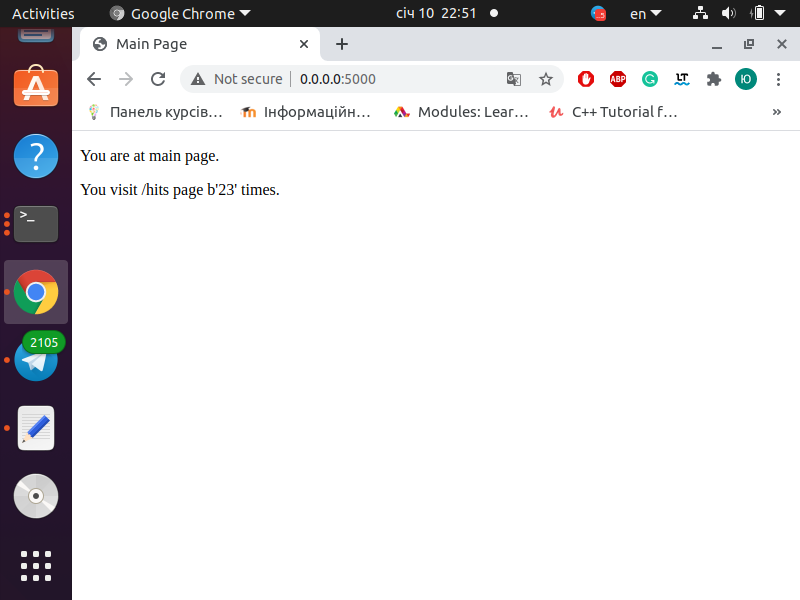 Activities Google Chrome січ 10 22:51 en
Main Page
Not secure 0.0.0.0:5000 ABP LT Ю
Панель курсів… Інформаційн… Modules: Lear… C++ Tutorial f… »
You are at main page.
You visit /hits page b'23' times.
>_
2105